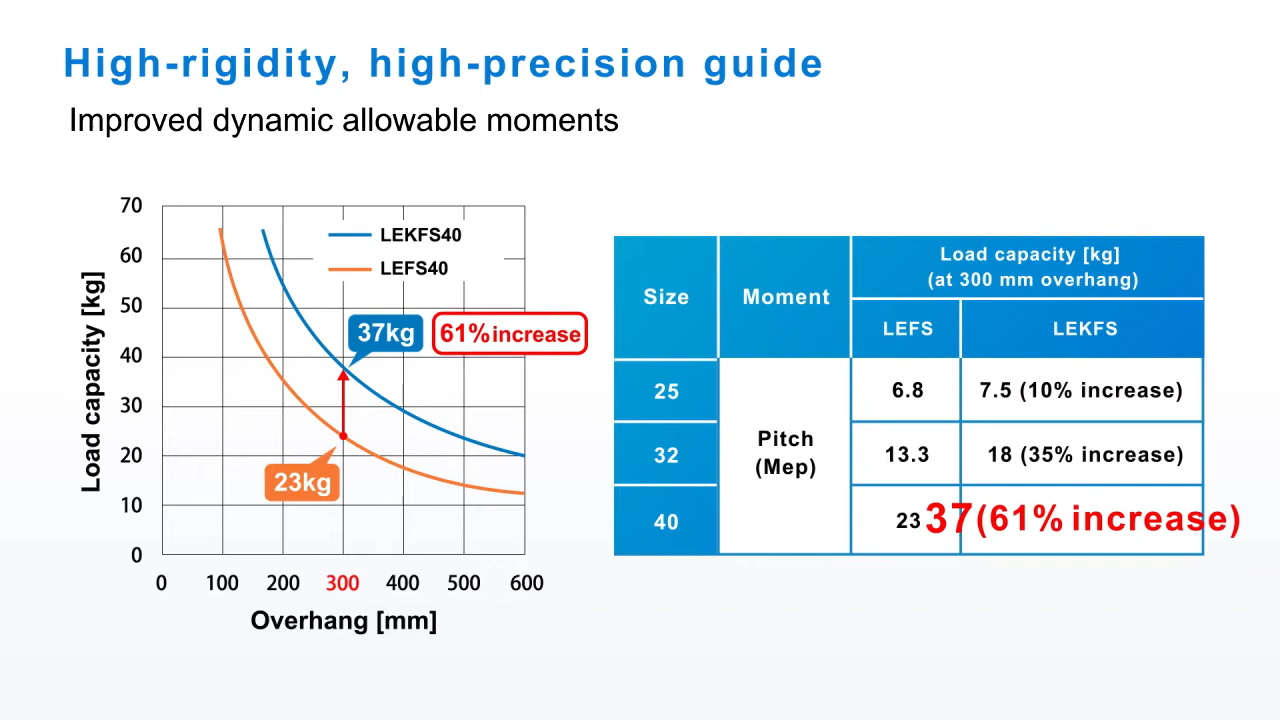 High-rigidity, high-precision guide
Improved dynamic allowable moments
70
60
50
40
30
20
10
0
LEKFS40
LEFS40
37kg
61% increase
23kg
0 100 200 300 400 500 600
Load capacity [kg]
Overhang [mm]
Size
Moment
Load capacity [kg]
(at 300 mm overhang)
LEFS
LEKFS
25
6.8
7.5 (10% increase)
Pitch
(Mep)
32
13.3
18 (35% increase)
40
23
37(61% increase)